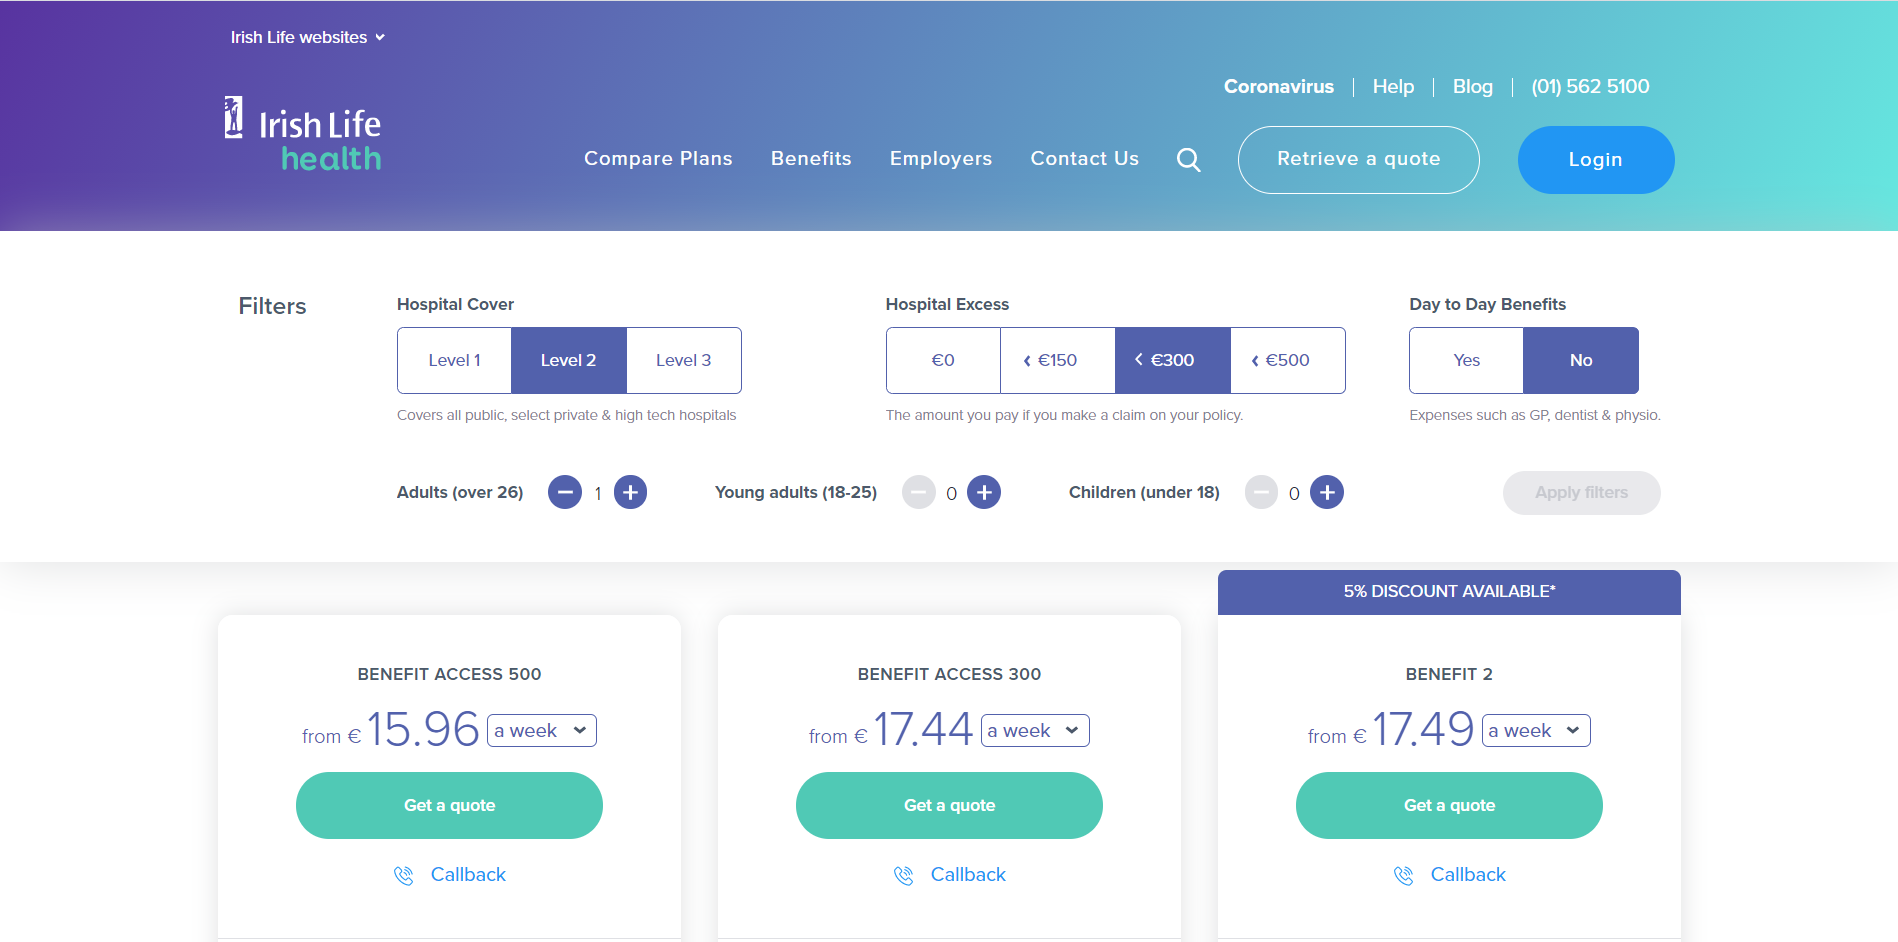 Irish Life websites
Coronavirus Help Blog (01) 562 5100
Irish Life
health
Compare Plans Benefits Employers Contact Us Retrieve a quote Login
Filters
Hospital Cover
Level 1 Level 2 Level 3
Covers all public, select private & high tech hospitals
Hospital Excess
€0 < €150 < €300 < €500
The amount you pay if you make a claim on your policy.
Day to Day Benefits
Yes No
Expenses such as GP, dentist & physio.
Adults (over 26) − 1 + Young adults (18-25) − 0 + Children (under 18) − 0 + Apply filters
5% DISCOUNT AVAILABLE*
BENEFIT ACCESS 500
from € 15.96 a week
Get a quote
Callback
BENEFIT ACCESS 300
from € 17.44 a week
Get a quote
Callback
BENEFIT 2
from € 17.49 a week
Get a quote
Callback